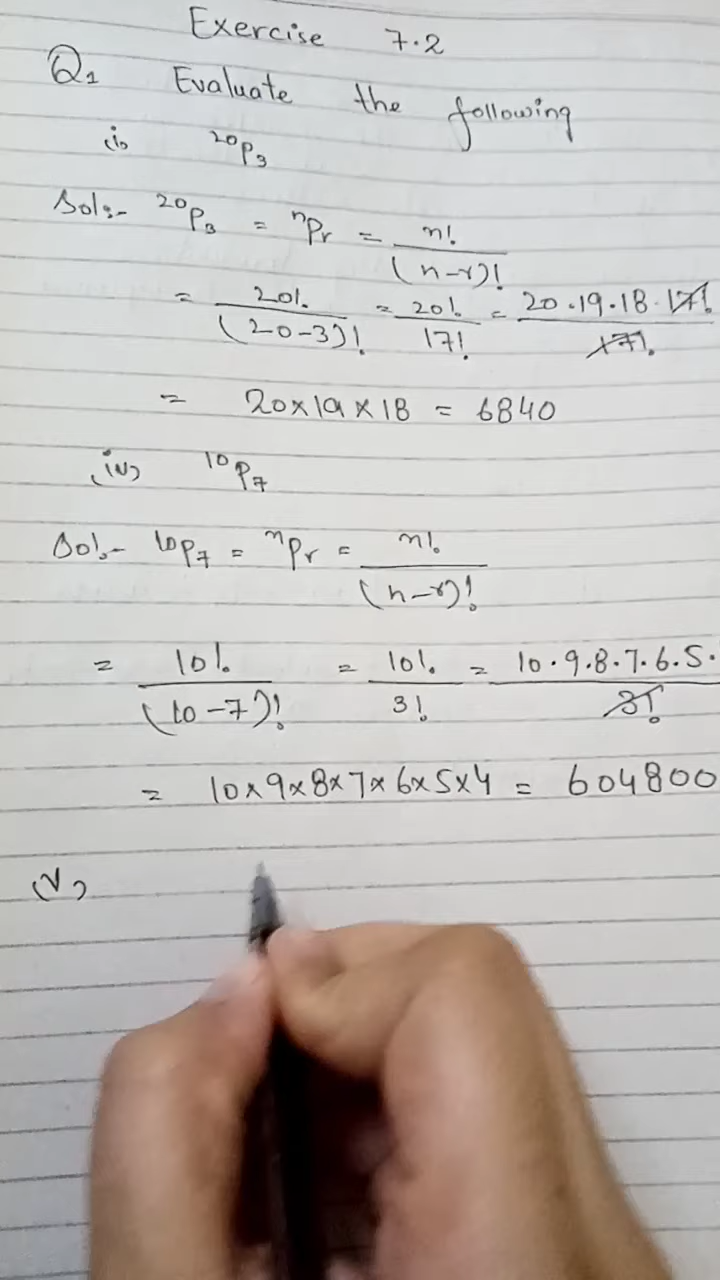 Exercise 7.2
Q1 Evaluate the following
(i) ²⁰P₃
Sol:- ²⁰P₃ = ⁿPr = n! / (n-r)!
= 20! / (20-3)! = 20! / 17! = 20·19·18·17! / 17!
= 20×19×18 = 6840
(iv) ¹⁰P₇
Sol:- ¹⁰P₇ = ⁿPr = n! / (n-r)!
= 10! / (10-7)! = 10! / 3! = 10·9·8·7·6·5· / 3!
= 10×9×8×7×6×5×4 = 604800
(v)